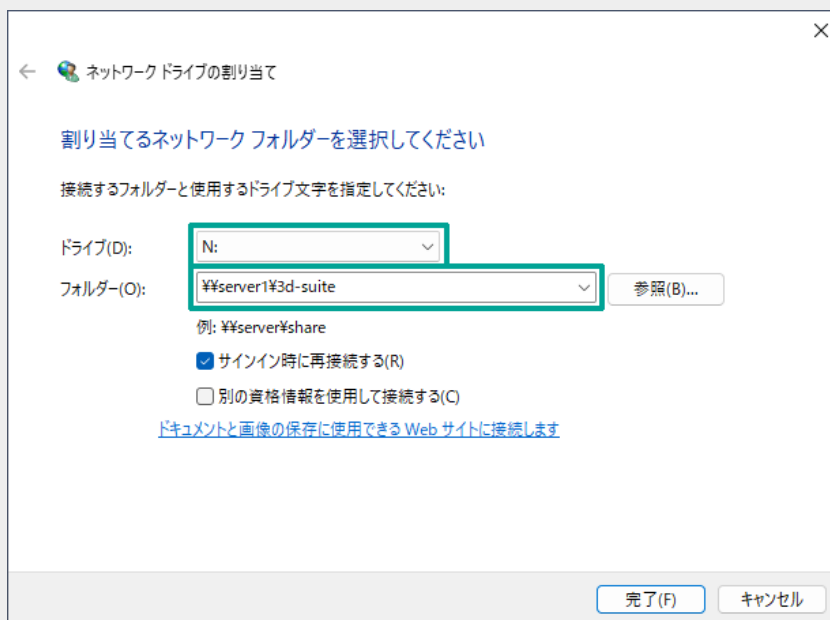 ネットワーク ドライブの割り当て
割り当てるネットワーク フォルダーを選択してください
接続するフォルダーと使用するドライブ文字を指定してください:
ドライブ(D): N:
フォルダー(O): ¥¥server1¥3d-suite 参照(B)...
例: ¥¥server¥share
サインイン時に再接続する(R)
別の資格情報を使用して接続する(C)
ドキュメントと画像の保存に使用できる Web サイトに接続します
完了(F) キャンセル